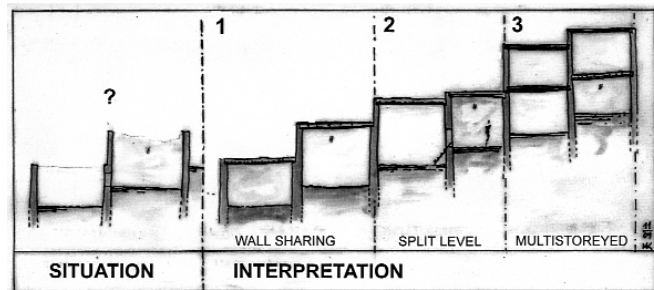 1
2
3
?
WALL SHARING
SPLIT LEVEL
MULTISTOREYED
SITUATION
INTERPRETATION